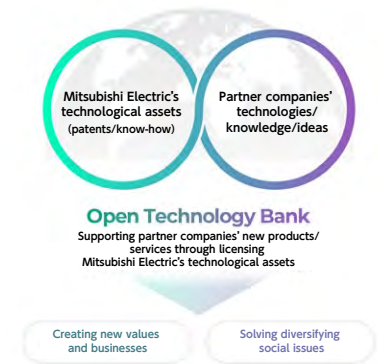 Mitsubishi Electric's
technological assets
(patents/know-how)
Partner companies'
technologies/
knowledge/ideas
Open Technology Bank
Supporting partner companies' new products/
services through licensing
Mitsubishi Electric's technological assets
Creating new values
and businesses
Solving diversifying
social issues